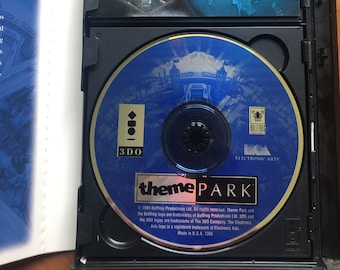 3DO
ELECTRONIC ARTS
theme PARK
© 1994 Bullfrog Productions Ltd. All rights reserved. Theme Park and
the Bullfrog logo are trademarks of Bullfrog Productions Ltd. 3DO and
the 3DO logos are trademarks of The 3DO Company. The Electronic
Arts logo is a registered trademark of Electronic Arts.
Made in U.S.A.